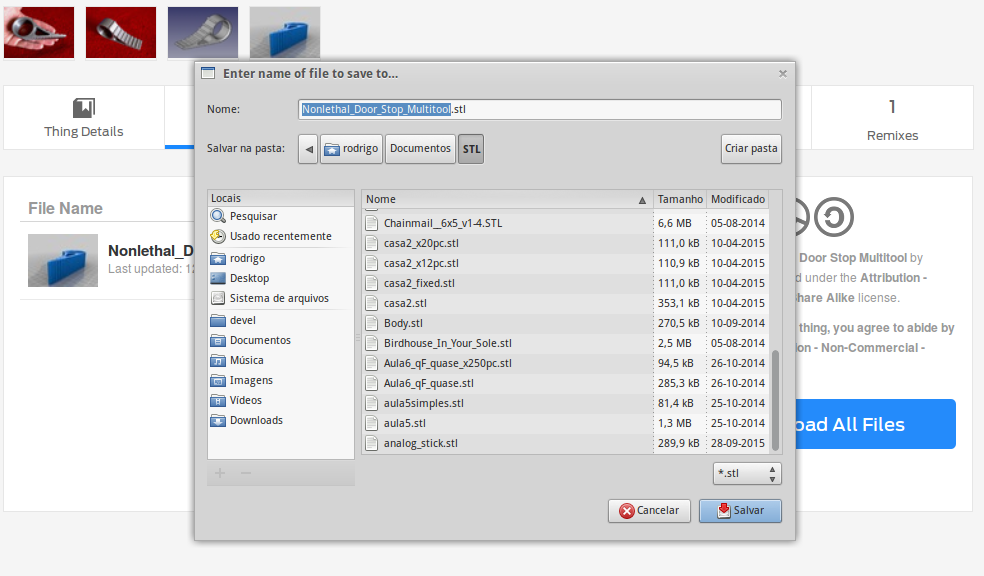 Enter name of file to save to...
Thing Details
1
Remixes
Nome:
Nonlethal_Door_Stop_Multitool.stl
Salvar na pasta:
rodrigo
Documentos
STL
Criar pasta
File Name
Nonlethal_D
Last updated: 12
Locais
Pesquisar
Usado recentemente
rodrigo
Desktop
Sistema de arquivos
devel
Documentos
Música
Imagens
Vídeos
Downloads
Nome Tamanho Modificado
Chainmail_6x5_v1-4.STL 6,6 MB 05-08-2014
casa2_x20pc.stl 111,0 kB 10-04-2015
casa2_x12pc.stl 110,9 kB 10-04-2015
casa2_fixed.stl 111,0 kB 10-04-2015
casa2.stl 353,1 kB 10-04-2015
Body.stl 270,5 kB 10-09-2014
Birdhouse_In_Your_Sole.stl 2,5 MB 05-08-2014
Aula6_qF_quase_x250pc.stl 94,5 kB 26-10-2014
Aula6_qF_quase.stl 285,3 kB 26-10-2014
aula5simples.stl 81,4 kB 25-10-2014
aula5.stl 1,3 MB 25-10-2014
analog_stick.stl 289,9 kB 28-09-2015
*.stl
Cancelar
Salvar
Door Stop Multitool by
d under the Attribution -
hare Alike license.
thing, you agree to abide by
on - Non-Commercial -
oad All Files